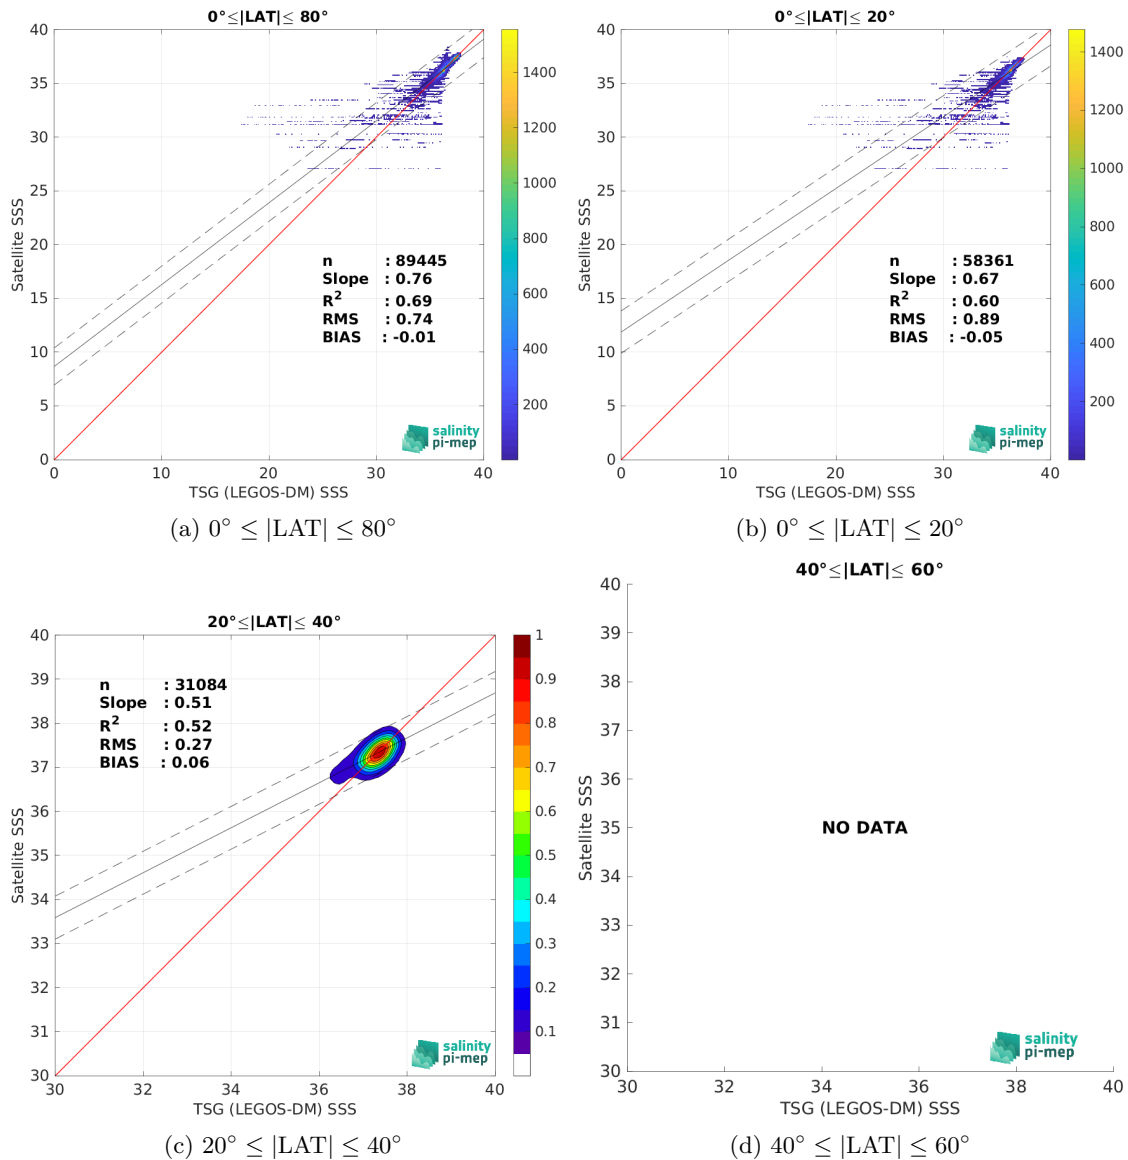 0°≤|LAT|≤ 80°
40
35
30
25
20
15
10
5
0
0
10
20
30
40
Satellite SSS
TSG (LEGOS-DM) SSS
n : 89445
Slope : 0.76
R² : 0.69
RMS : 0.74
BIAS : -0.01
1400
1200
1000
800
600
400
200
salinity
pi-mep
(a) 0° ≤ |LAT| ≤ 80°
0°≤|LAT|≤ 20°
40
35
30
25
20
15
10
5
0
0
10
20
30
40
Satellite SSS
TSG (LEGOS-DM) SSS
n : 58361
Slope : 0.67
R² : 0.60
RMS : 0.89
BIAS : -0.05
1400
1200
1000
800
600
400
200
salinity
pi-mep
(b) 0° ≤ |LAT| ≤ 20°
20°≤|LAT|≤ 40°
40
39
38
37
36
35
34
33
32
31
30
30
32
34
36
38
40
Satellite SSS
TSG (LEGOS-DM) SSS
n : 31084
Slope : 0.51
R² : 0.52
RMS : 0.27
BIAS : 0.06
1
0.9
0.8
0.7
0.6
0.5
0.4
0.3
0.2
0.1
salinity
pi-mep
(c) 20° ≤ |LAT| ≤ 40°
40°≤|LAT|≤ 60°
40
39
38
37
36
35
34
33
32
31
30
30
32
34
36
38
40
Satellite SSS
TSG (LEGOS-DM) SSS
NO DATA
salinity
pi-mep
(d) 40° ≤ |LAT| ≤ 60°